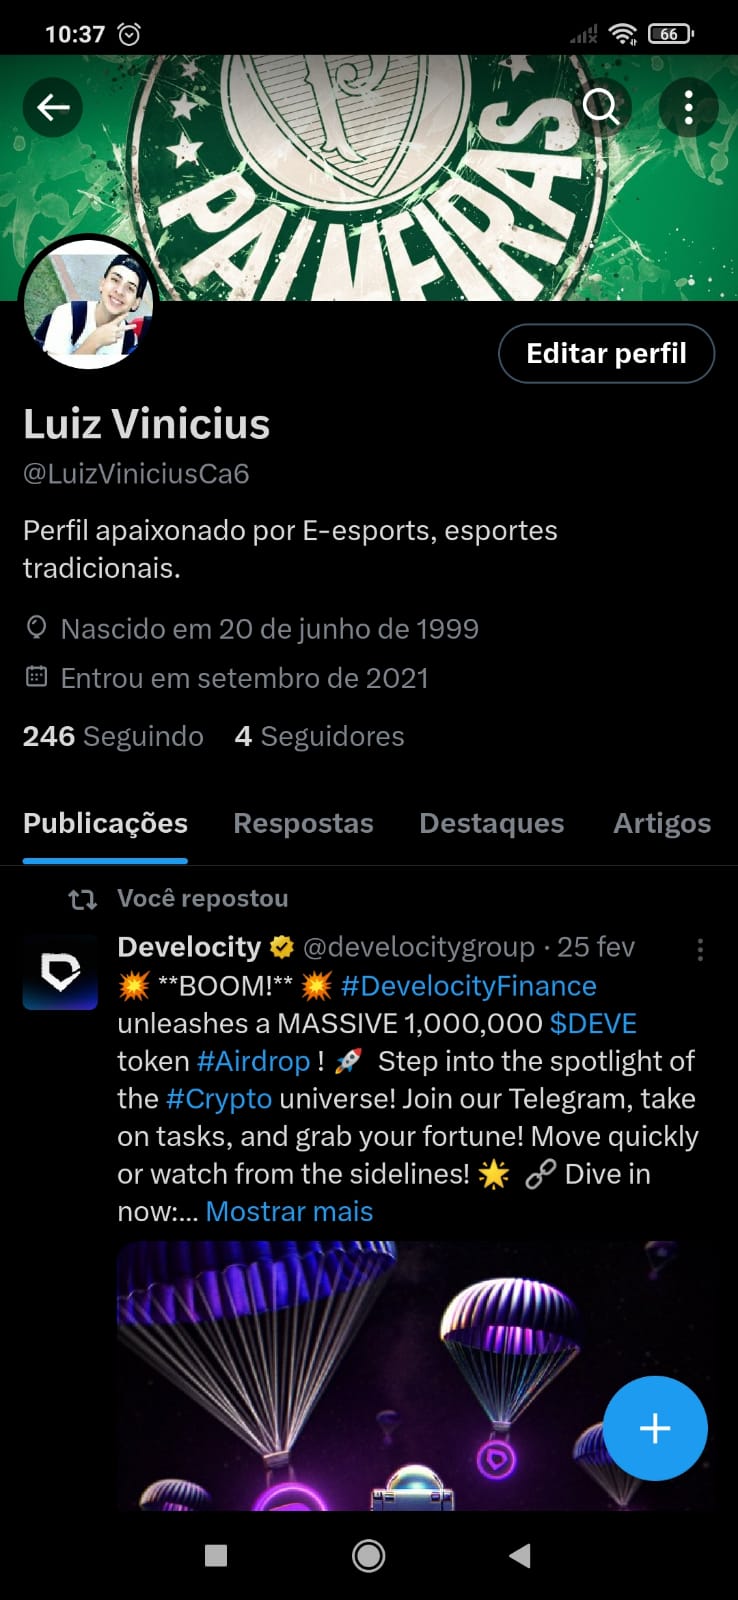 10:37
66
PALMEIRAS
Editar perfil
Luiz Vinicius
@LuizViniciusCa6
Perfil apaixonado por E-esports, esportes
tradicionais.
Nascido em 20 de junho de 1999
Entrou em setembro de 2021
246 Seguindo 4 Seguidores
Publicações Respostas Destaques Artigos
Você repostou
Develocity @develocitygroup · 25 fev
💥 **BOOM!** 💥 #DevelocityFinance
unleashes a MASSIVE 1,000,000 $DEVE
token #Airdrop ! 🚀 Step into the spotlight of
the #Crypto universe! Join our Telegram, take
on tasks, and grab your fortune! Move quickly
or watch from the sidelines! 🌟 🔗 Dive in
now:... Mostrar mais